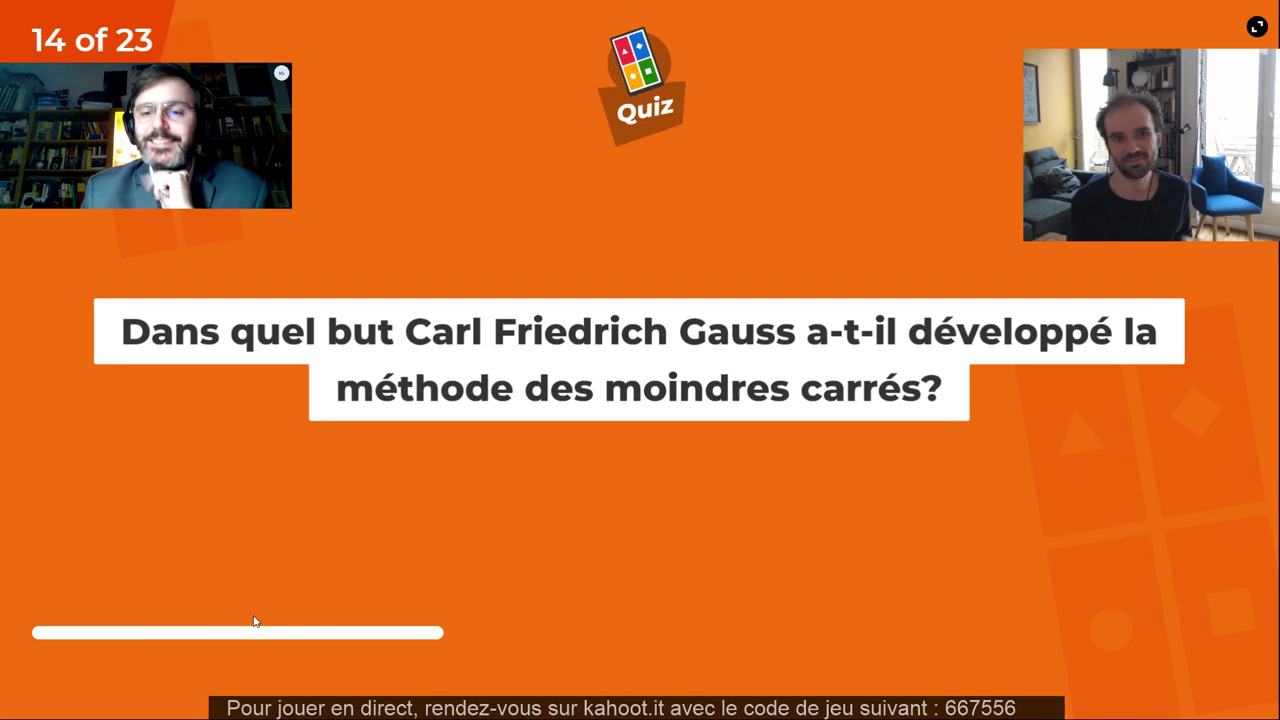 14 of 23
Quiz
Dans quel but Carl Friedrich Gauss a-t-il développé la
méthode des moindres carrés?
Pour jouer en direct, rendez-vous sur kahoot.it avec le code de jeu suivant : 667556